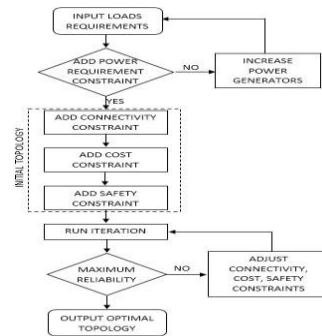 INPUT LOADS
REQUIREMENTS
ADD POWER
REQUIREMENT
CONSTRAINT
NO
INCREASE
POWER
GENERATORS
YES
INITIAL TOPOLOGY
ADD CONNECTIVITY
CONSTRAINT
ADD COST
CONSTRAINT
ADD SAFETY
CONSTRAINT
RUN ITERATION
MAXIMUM
RELIABILITY
NO
ADJUST
CONNECTIVITY,
COST, SAFETY
CONSTRAINTS
OUTPUT OPTIMAL
TOPOLOGY